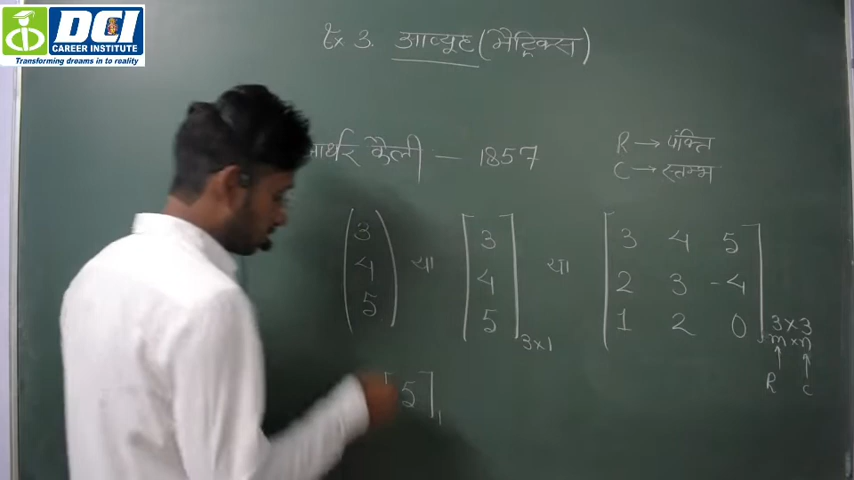 DCI
CAREER INSTITUTE
Transforming dreams in to reality
Ex 3. आव्यूह (मैट्रिक्स)
आर्थर कैली — 1857
R → पंक्ति
C → स्तम्भ
3
4
5
या
3
4
5
3×1
या
3 4 5
2 3 -4
1 2 0
3×3
m×n
R C
5
1